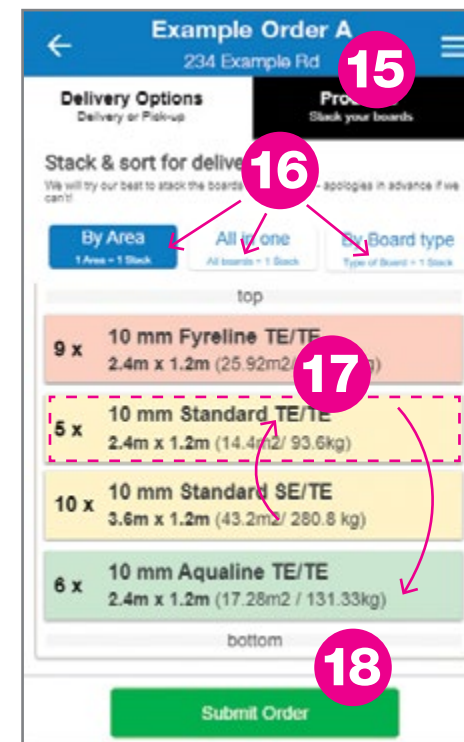 Example Order A
234 Example Rd
15
Delivery Options
Delivery or Pick-up
Stack your boards
Stack & sort for
16
We will try our best to stack the boards - apologies in advance if we
can't!
By Area
1 Area = 1 Stack
All in one
All boards = 1 Stack
By Board type
Type of Board = 1 Stack
top
9 x
10 mm Fyreline TE/TE
2.4m x 1.2m (25.92m2/
17
5 x
10 mm Standard TE/TE
2.4m x 1.2m (14.4m2/ 93.6kg)
10 x
10 mm Standard SE/TE
3.6m x 1.2m (43.2m2/ 280.8 kg)
6 x
10 mm Aqualine TE/TE
2.4m x 1.2m (17.28m2 / 131.33kg)
bottom
18
Submit Order